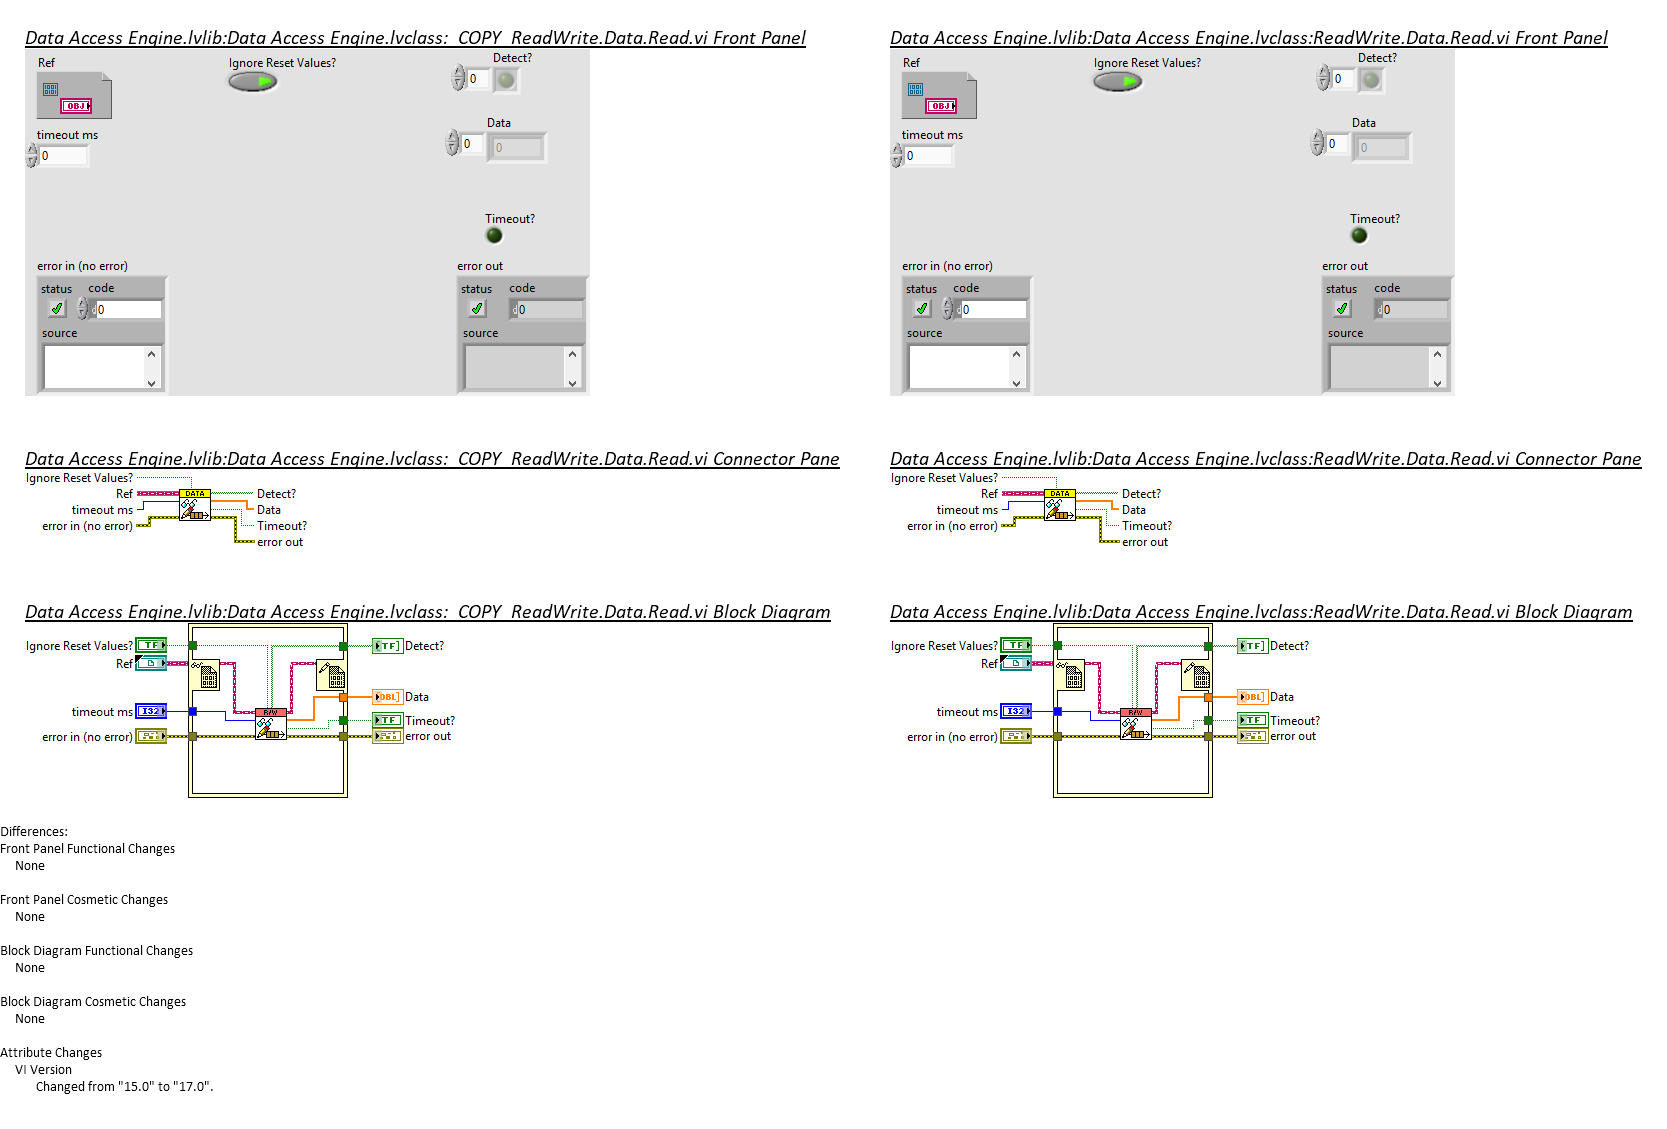 Data Access Engine.lvlib:Data Access Engine.lvclass:_COPY_ReadWrite.Data.Read.vi Front Panel
Ref
Ignore Reset Values?
Detect?
0
OBJ
timeout ms
0
Data
0
0
Timeout?
error in (no error)
status code
d0
source
error out
status code
d0
source
Data Access Engine.lvlib:Data Access Engine.lvclass:ReadWrite.Data.Read.vi Front Panel
Ref
Ignore Reset Values?
Detect?
0
OBJ
timeout ms
0
Data
0
0
Timeout?
error in (no error)
status code
d0
source
error out
status code
d0
source
Data Access Engine.lvlib:Data Access Engine.lvclass:_COPY_ReadWrite.Data.Read.vi Connector Pane
Ignore Reset Values?
Ref
timeout ms
error in (no error)
DATA
Detect?
Data
Timeout?
error out
Data Access Engine.lvlib:Data Access Engine.lvclass:ReadWrite.Data.Read.vi Connector Pane
Ignore Reset Values?
Ref
timeout ms
error in (no error)
DATA
Detect?
Data
Timeout?
error out
Data Access Engine.lvlib:Data Access Engine.lvclass:_COPY_ReadWrite.Data.Read.vi Block Diagram
Ignore Reset Values? TF
Ref
timeout ms I32
error in (no error)
R/W
TF] Detect?
DBL] Data
TF Timeout?
error out
Data Access Engine.lvlib:Data Access Engine.lvclass:ReadWrite.Data.Read.vi Block Diagram
Ignore Reset Values? TF
Ref
timeout ms I32
error in (no error)
R/W
TF] Detect?
DBL] Data
TF Timeout?
error out
Differences:
Front Panel Functional Changes
None
Front Panel Cosmetic Changes
None
Block Diagram Functional Changes
None
Block Diagram Cosmetic Changes
None
Attribute Changes
VI Version
Changed from "15.0" to "17.0".